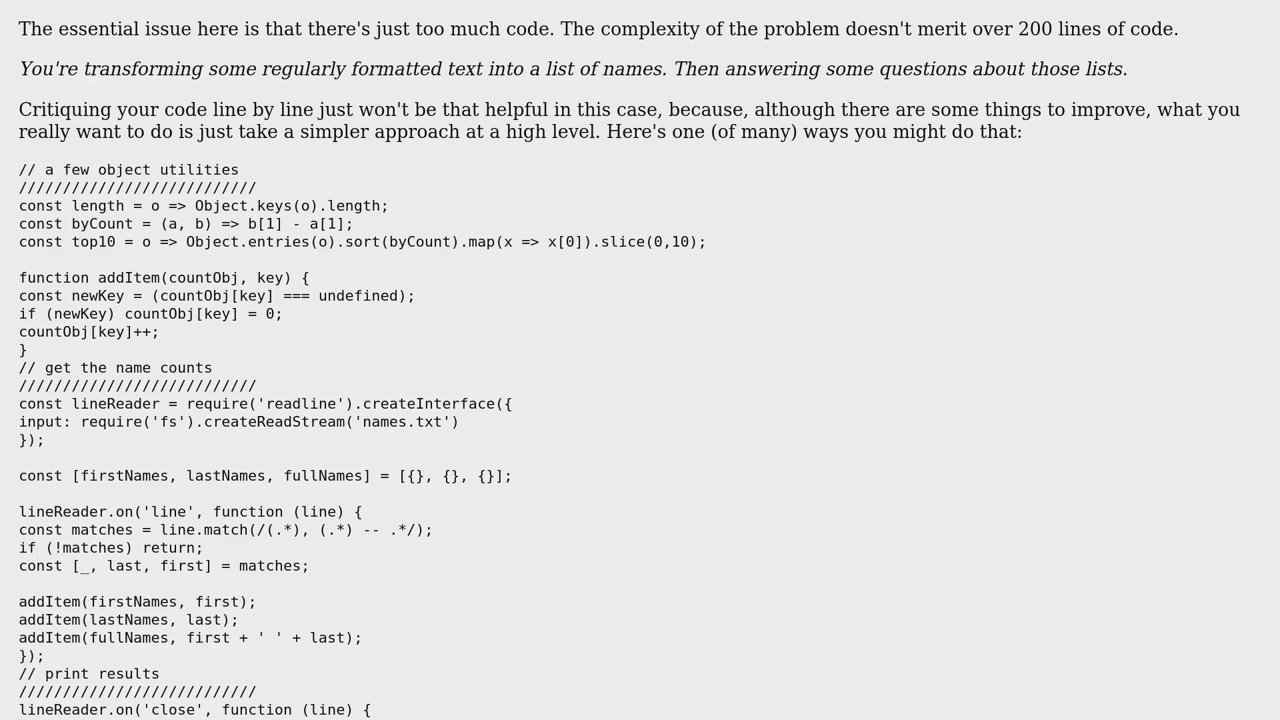 The essential issue here is that there's just too much code. The complexity of the problem doesn't merit over 200 lines of code.
You're transforming some regularly formatted text into a list of names. Then answering some questions about those lists.
Critiquing your code line by line just won't be that helpful in this case, because, although there are some things to improve, what you
really want to do is just take a simpler approach at a high level. Here's one (of many) ways you might do that:
// a few object utilities
///////////////////////////
const length = o => Object.keys(o).length;
const byCount = (a, b) => b[1] - a[1];
const top10 = o => Object.entries(o).sort(byCount).map(x => x[0]).slice(0,10);
function addItem(countObj, key) {
const newKey = (countObj[key] === undefined);
if (newKey) countObj[key] = 0;
countObj[key]++;
}
// get the name counts
///////////////////////////
const lineReader = require('readline').createInterface({
input: require('fs').createReadStream('names.txt')
});
const [firstNames, lastNames, fullNames] = [{}, {}, {}];
lineReader.on('line', function (line) {
const matches = line.match(/(.*), (.*) -- .*/);
if (!matches) return;
const [_, last, first] = matches;
addItem(firstNames, first);
addItem(lastNames, last);
addItem(fullNames, first + ' ' + last);
});
// print results
///////////////////////////
lineReader.on('close', function (line) {